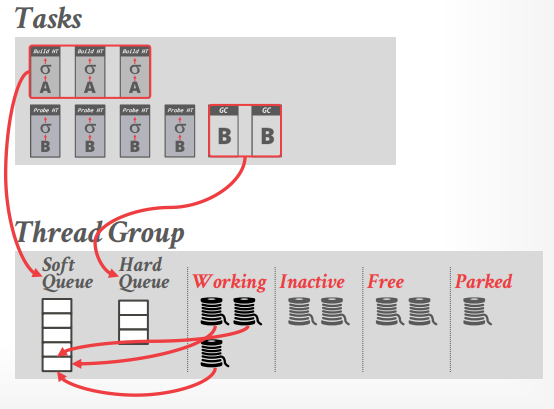 Tasks
Build HT Build HT Build HT
σ σ σ
A A A
Probe HT Probe HT Probe HT Probe HT GC GC
σ σ σ σ
B B B B B B
Thread Group
Soft Queue
Hard Queue
Working Inactive Free Parked